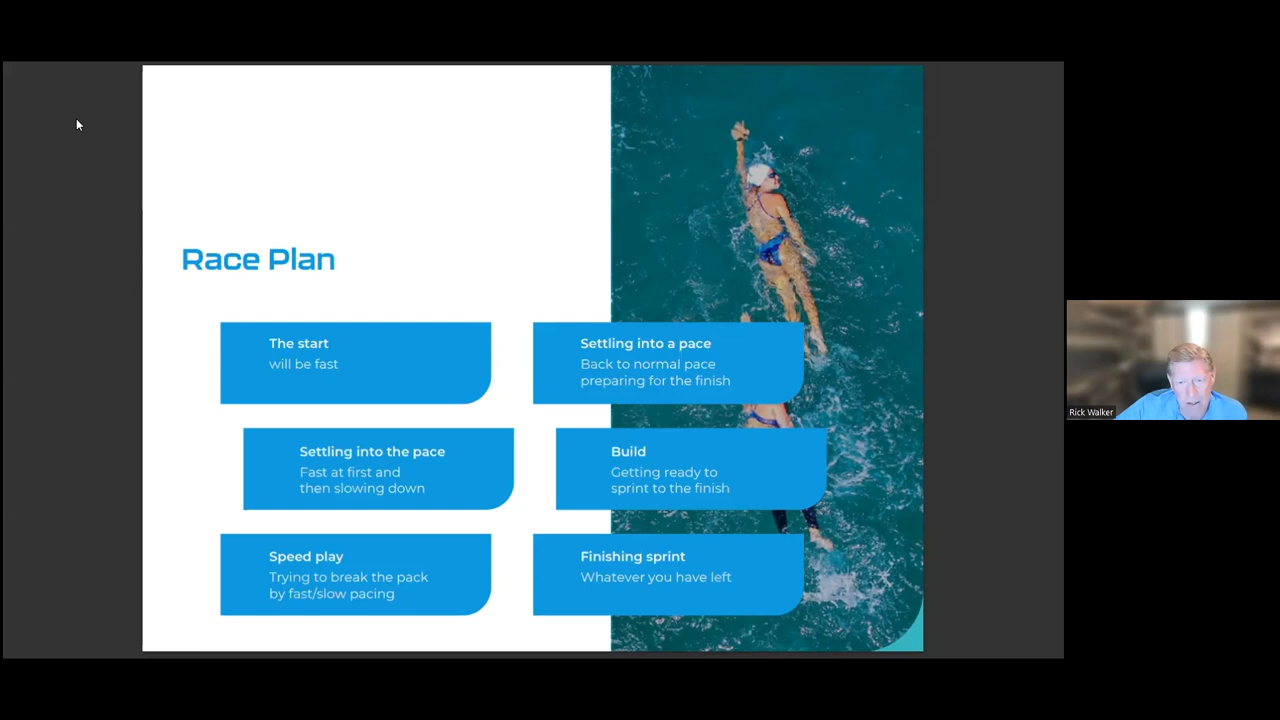 Race Plan
The start
will be fast
Settling into the pace
Fast at first and
then slowing down
Speed play
Trying to break the pack
by fast/slow pacing
Settling into a pace
Back to normal pace
preparing for the finish
Build
Getting ready to
sprint to the finish
Finishing sprint
Whatever you have left
Rick Walker